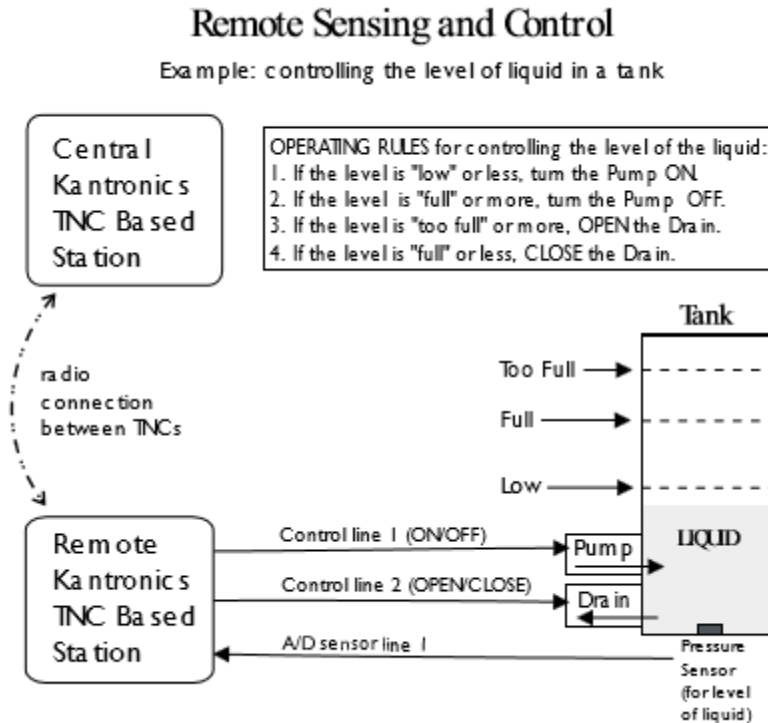 Remote Sensing and Control
Example: controlling the level of liquid in a tank
Central
Kantronics
TNC Based
Station
OPERATING RULES for controlling the level of the liquid:
1. If the level is "low" or less, turn the Pump ON.
2. If the level is "full" or more, turn the Pump OFF.
3. If the level is "too full" or more, OPEN the Drain.
4. If the level is "full" or less, CLOSE the Drain.
radio
connection
between TNCs
Tank
Too Full
Full
Low
LIQUID
Remote
Kantronics
TNC Based
Station
Control line 1 (ON/OFF)
Pump
Control line 2 (OPEN/CLOSE)
Drain
A/D sensor line 1
Pressure
Sensor
(for level
of liquid)